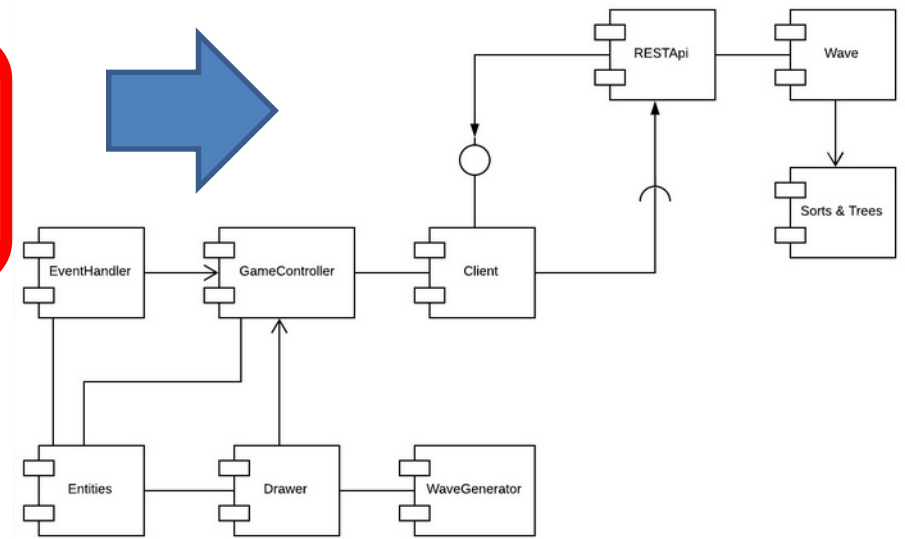 RESTApi
Wave
Sorts & Trees
EventHandler
GameController
Client
Entities
Drawer
WaveGenerator